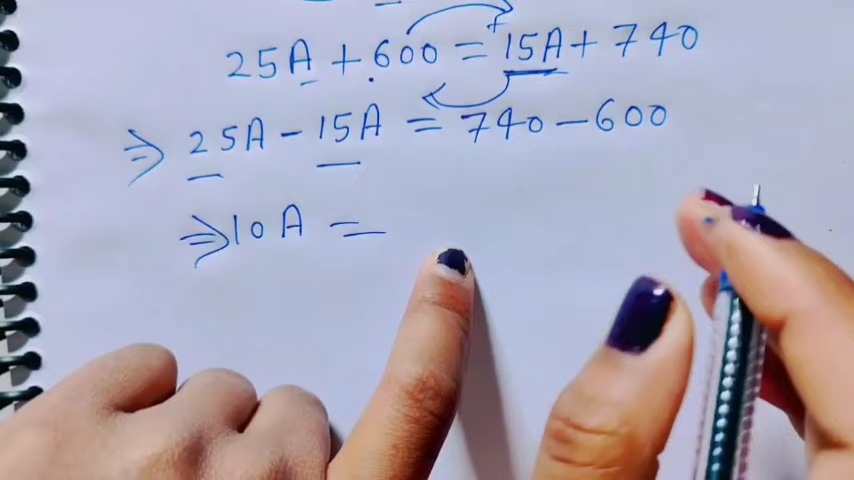 25A + 600 = 15A + 740
⇒ 25A - 15A = 740 - 600
⇒ 10A =